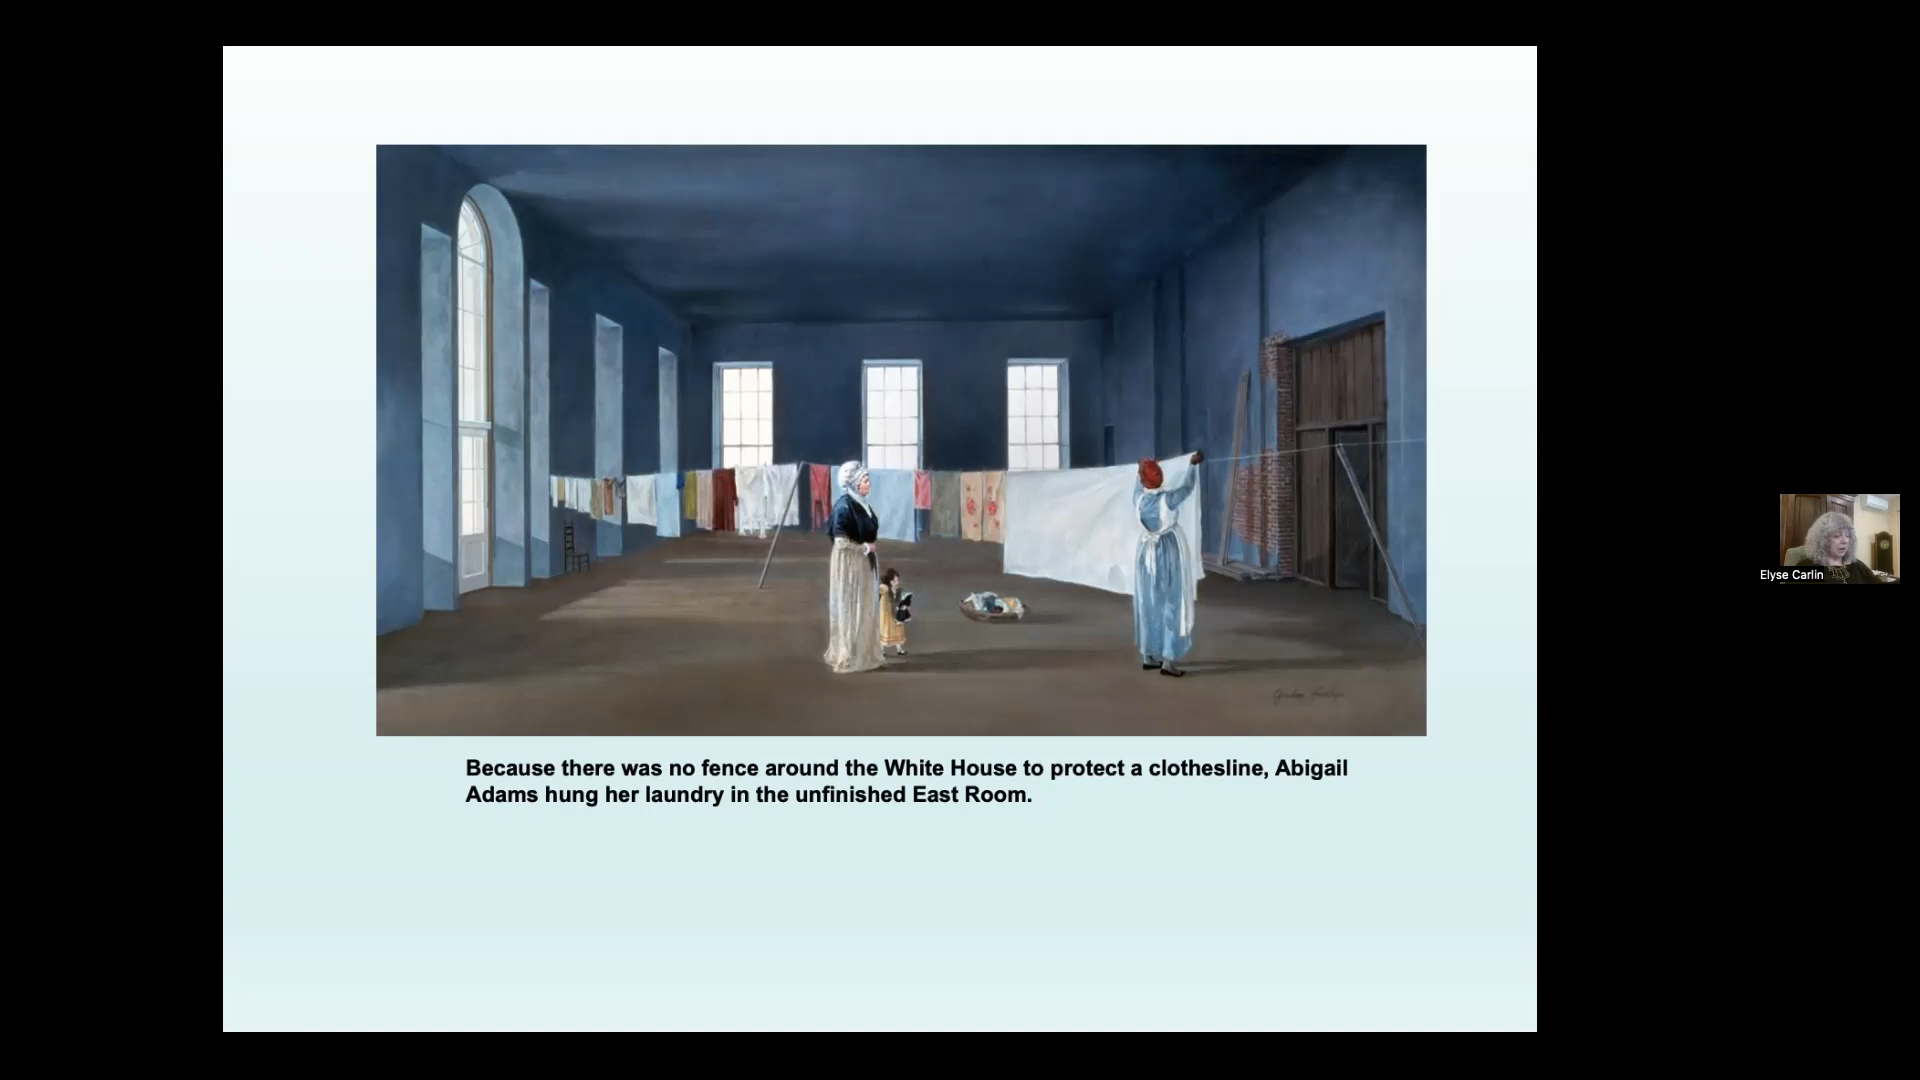 Because there was no fence around the White House to protect a clothesline, Abigail
Adams hung her laundry in the unfinished East Room.
Elyse Carlin